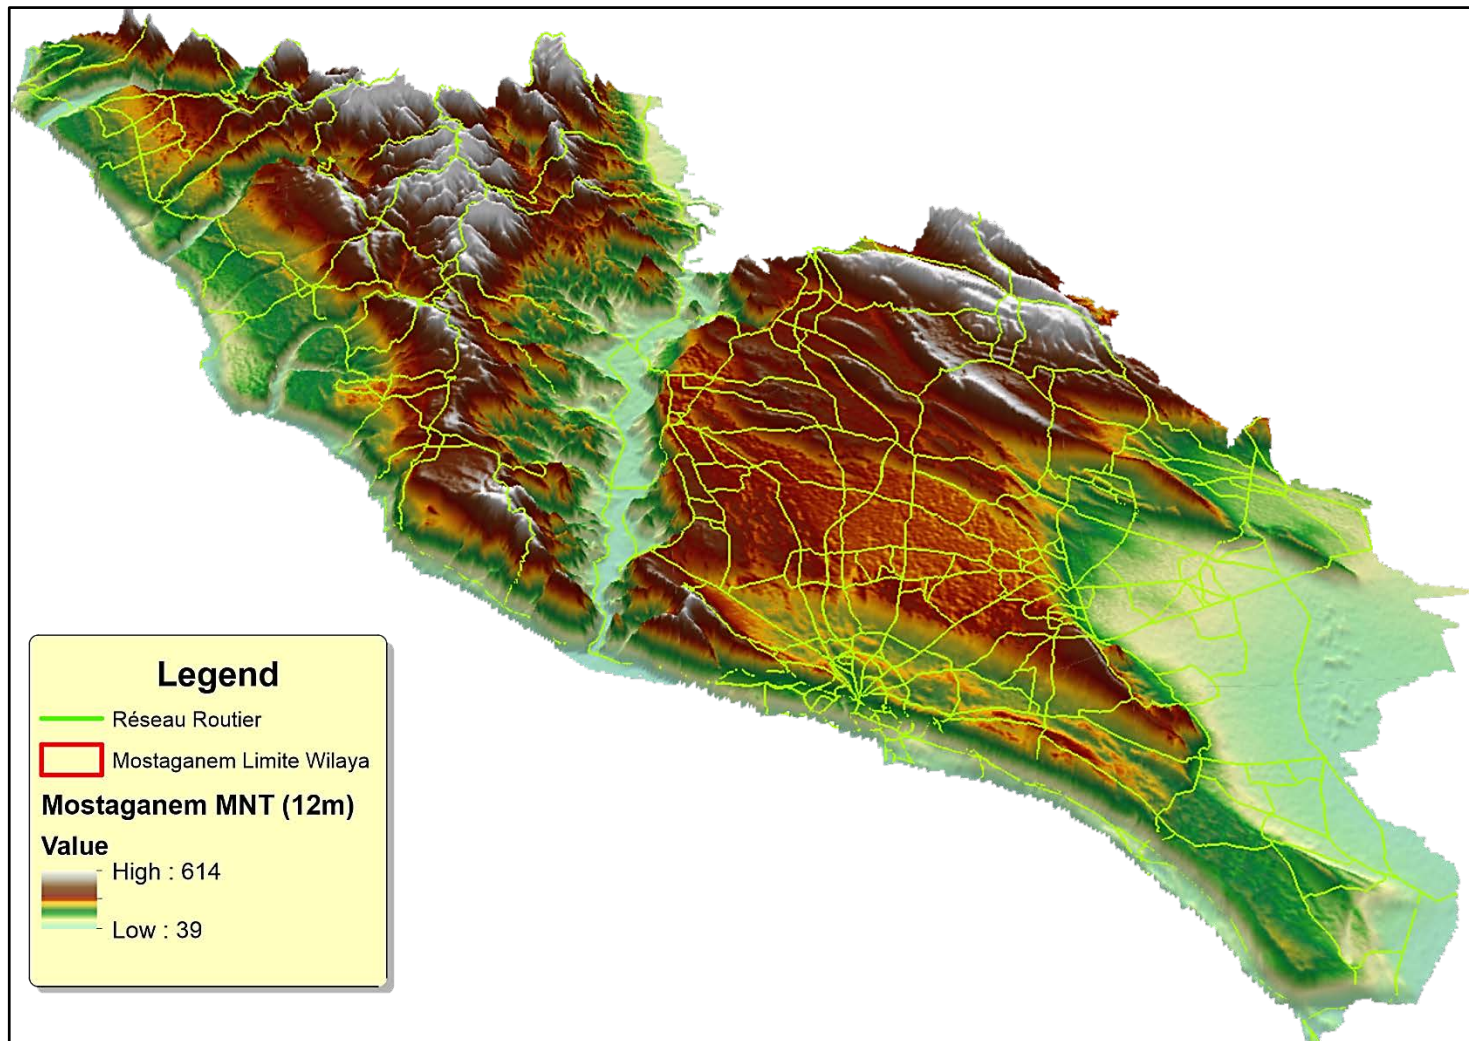 Legend
Réseau Routier
Mostaganem Limite Wilaya
Mostaganem MNT (12m)
Value
High : 614
Low : 39